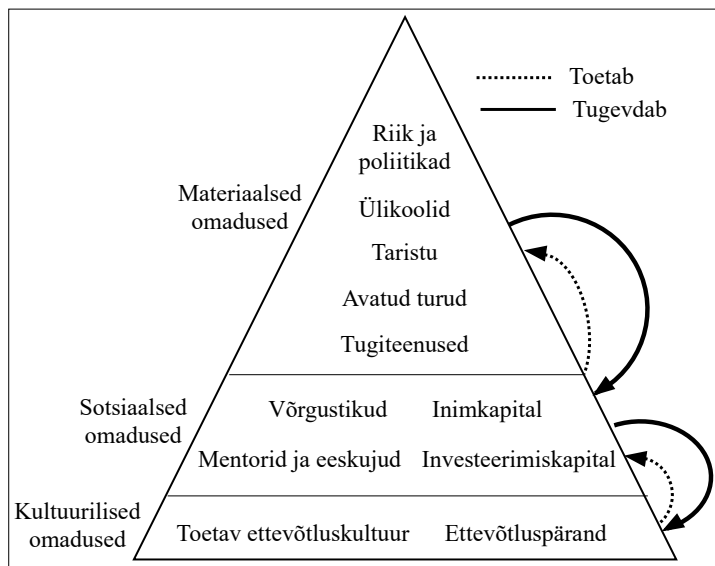 Toetab
Tugevdab
Riik ja
poliitikad
Materiaalsed
omadused
Ülikoolid
Taristu
Avatud turud
Tugiteenused
Sotsiaalsed
omadused
Võrgustikud Inimkapital
Mentorid ja eeskujud Investeerimiskapital
Kultuurilised
omadused
Toetav ettevõtluskultuur Ettevõtluspärand